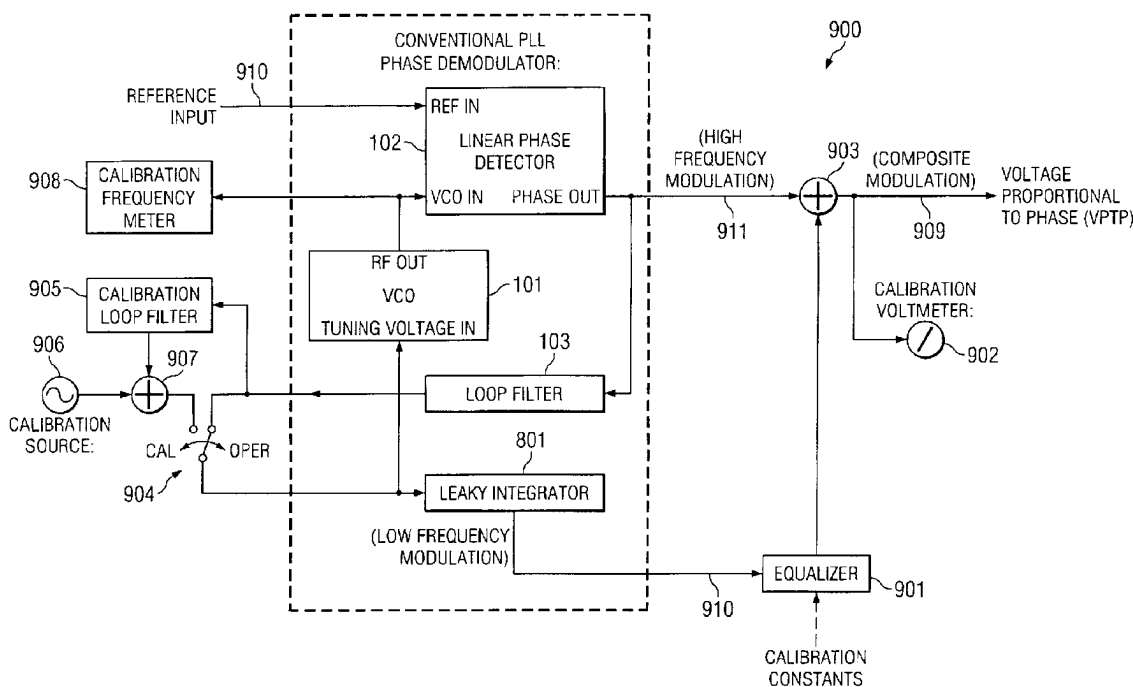 900
CONVENTIONAL PLL
PHASE DEMODULATOR:
910
REFERENCE
INPUT
REF IN
102
LINEAR PHASE
DETECTOR
VCO IN
PHASE OUT
908
CALIBRATION
FREQUENCY
METER
(HIGH
FREQUENCY
MODULATION)
911
903
(COMPOSITE
MODULATION)
909
VOLTAGE
PROPORTIONAL
TO PHASE (VPTP)
RF OUT
VCO
TUNING VOLTAGE IN
101
905
CALIBRATION
LOOP FILTER
CALIBRATION
VOLTMETER:
902
906
907
CALIBRATION
SOURCE:
103
LOOP FILTER
CAL
OPER
904
801
LEAKY INTEGRATOR
(LOW FREQUENCY
MODULATION)
910
EQUALIZER
901
CALIBRATION
CONSTANTS